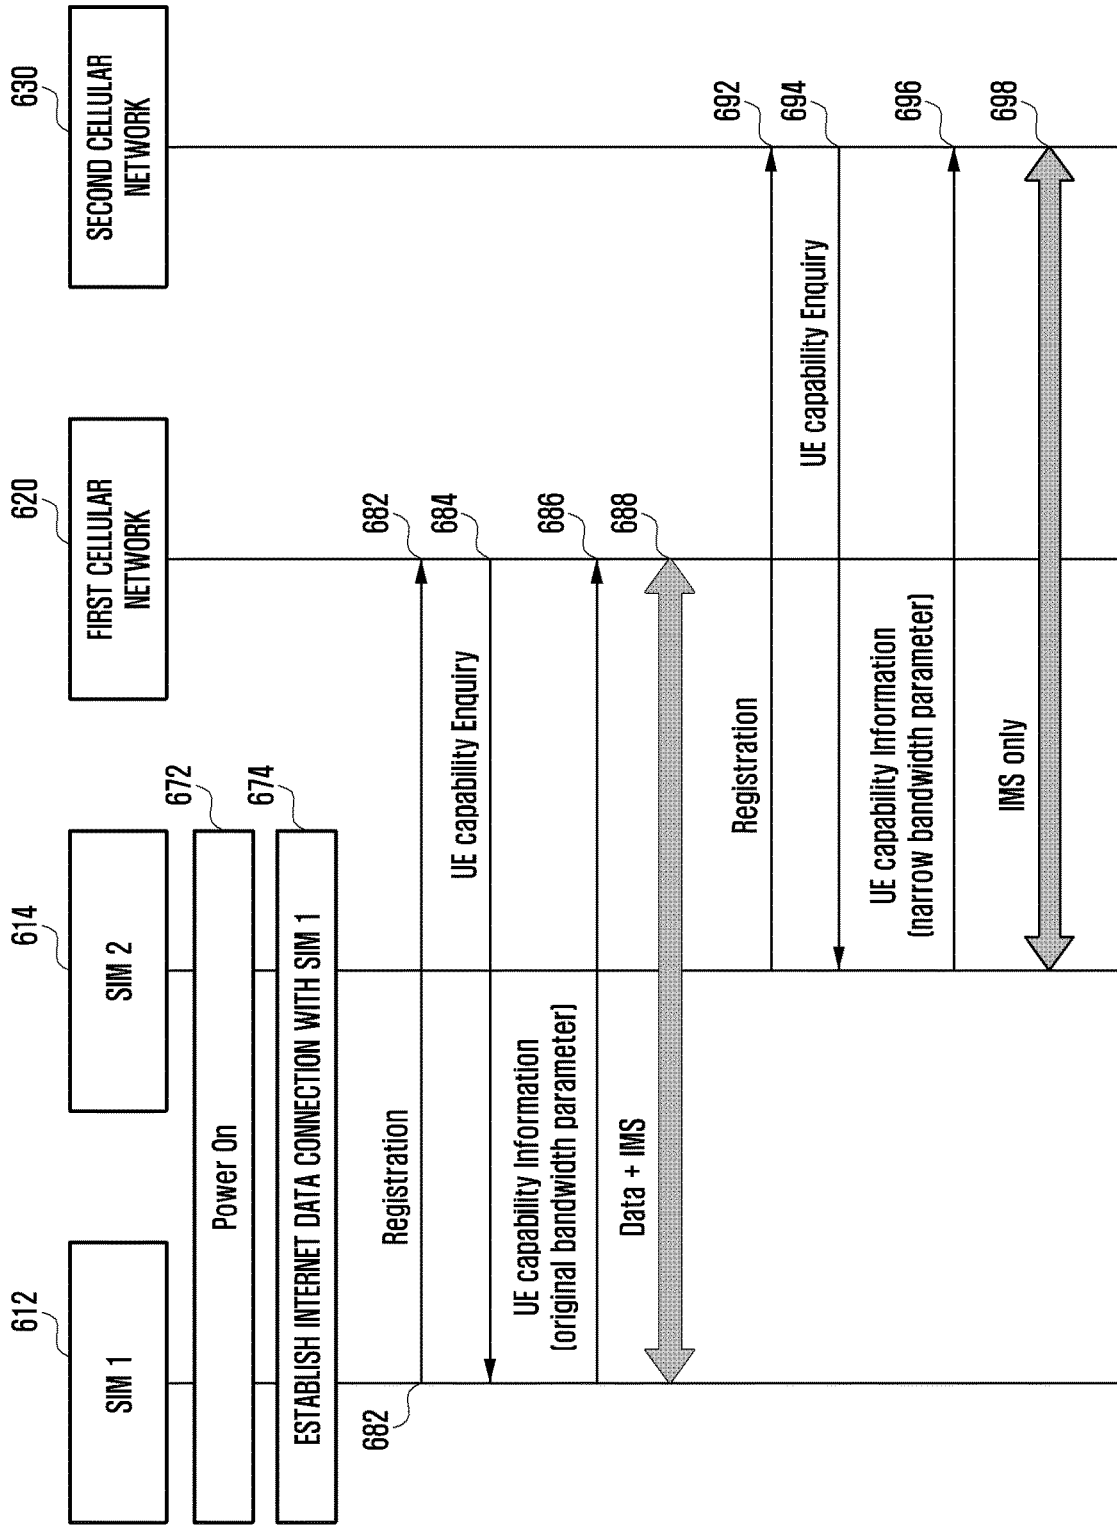 612
SIM 1
614
SIM 2
620
FIRST CELLULAR
NETWORK
630
SECOND CELLULAR
NETWORK
Power On
672
ESTABLISH INTERNET DATA CONNECTION WITH SIM 1
674
682
Registration
682
UE capability Enquiry
684
UE capability Information
(original bandwidth parameter)
686
Data + IMS
688
Registration
692
UE capability Enquiry
694
UE capability Information
(narrow bandwidth parameter)
696
IMS only
698